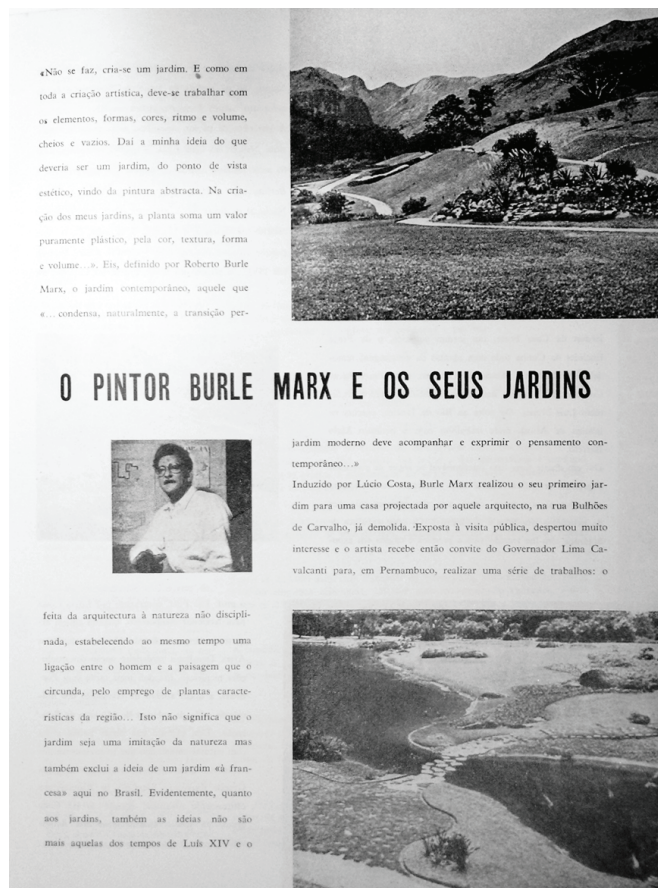 O PINTOR BURLE MARX E OS SEUS JARDINS
«Não se faz, cria-se um jardim. E como em
toda a criação artística, deve-se trabalhar com
os elementos, formas, cores, ritmo e volume,
cheios e vazios. Daí a minha ideia do que
deveria ser um jardim, do ponto de vista
estético, vindo da pintura abstracta. Na cria-
ção dos meus jardins, a planta soma um valor
puramente plástico, pela cor, textura, forma
e volume...». Eis, definido por Roberto Burle
Marx, o jardim contemporâneo, aquele que
«... condensa, naturalmente, a transição per-
feita da arquitectura à natureza não discipli-
nada, estabelecendo ao mesmo tempo uma
ligação entre o homem e a paisagem que o
circunda, pelo emprego de plantas caracte-
rísticas da região... Isto não significa que o
jardim seja uma imitação da natureza mas
também exclui a ideia de um jardim «à fran-
cesa» aqui no Brasil. Evidentemente, quanto
aos jardins, também as ideias não são
mais aquelas dos tempos de Luís XIV e o
jardim moderno deve acompanhar e exprimir o pensamento con-
temporâneo...»
Induzido por Lúcio Costa, Burle Marx realizou o seu primeiro jar-
dim para uma casa projectada por aquele arquitecto, na rua Bulhões
de Carvalho, já demolida. Exposta à visita pública, despertou muito
interesse e o artista recebe então convite do Governador Lima Ca-
valcanti para, em Pernambuco, realizar uma série de trabalhos: o